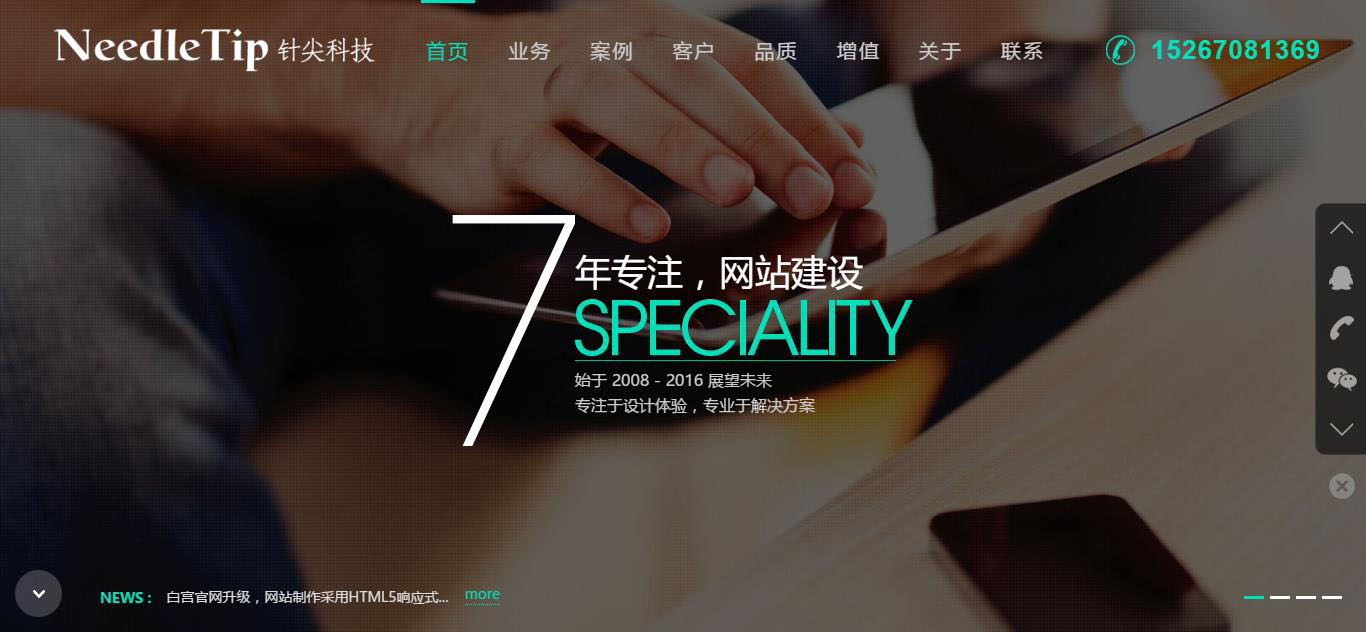 NeedleTip 针尖科技
首页 业务 案例 客户 品质 增值 关于 联系
15267081369
7
年专注，网站建设
SPECIALITY
始于 2008 - 2016 展望未来
专注于设计体验，专业于解决方案
NEWS : 白宫官网升级，网站制作采用HTML5响应式... more